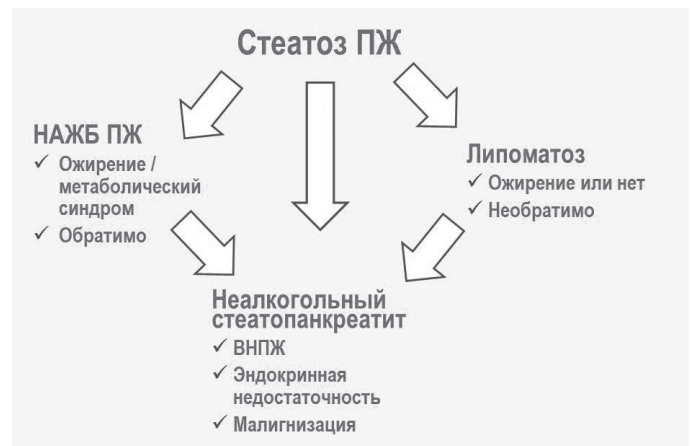 Стеатоз ПЖ
НАЖБ ПЖ
Ожирение /
метаболический
синдром
Обратимо
Липоматоз
Ожирение или нет
Необратимо
Неалкогольный
стеатопанкреатит
ВНПЖ
Эндокринная
недостаточность
Малигнизация